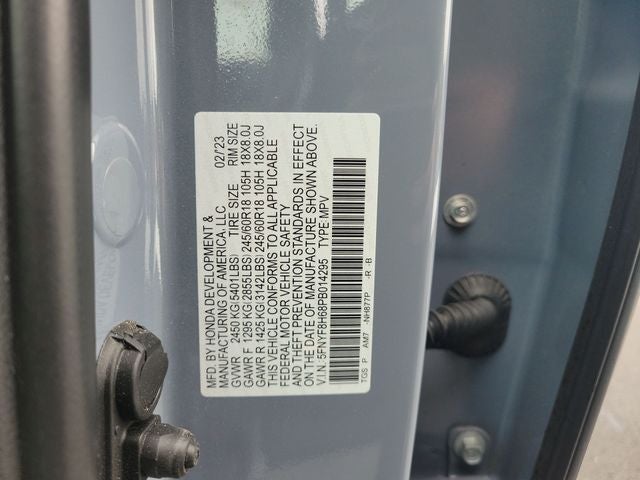 MFD. BY HONDA DEVELOPMENT &
MANUFACTURING OF AMERICA, LLC 02/23
GVWR 2450 KG(5401LBS) TIRE SIZE RIM SIZE
GAWR F 1295 KG(2855LBS) 245/60R18 105H 18X8.0J
GAWR R 1425 KG(3142LBS) 245/60R18 105H 18X8.0J
THIS VEHICLE CONFORMS TO ALL APPLICABLE
FEDERAL MOTOR VEHICLE SAFETY
AND THEFT PREVENTION STANDARDS IN EFFECT
ON THE DATE OF MANUFACTURE SHOWN ABOVE.
V.I.N. 5FNYF8H68PB014295 TYPE MPV
TGS P AM7 -NH877P -R -B